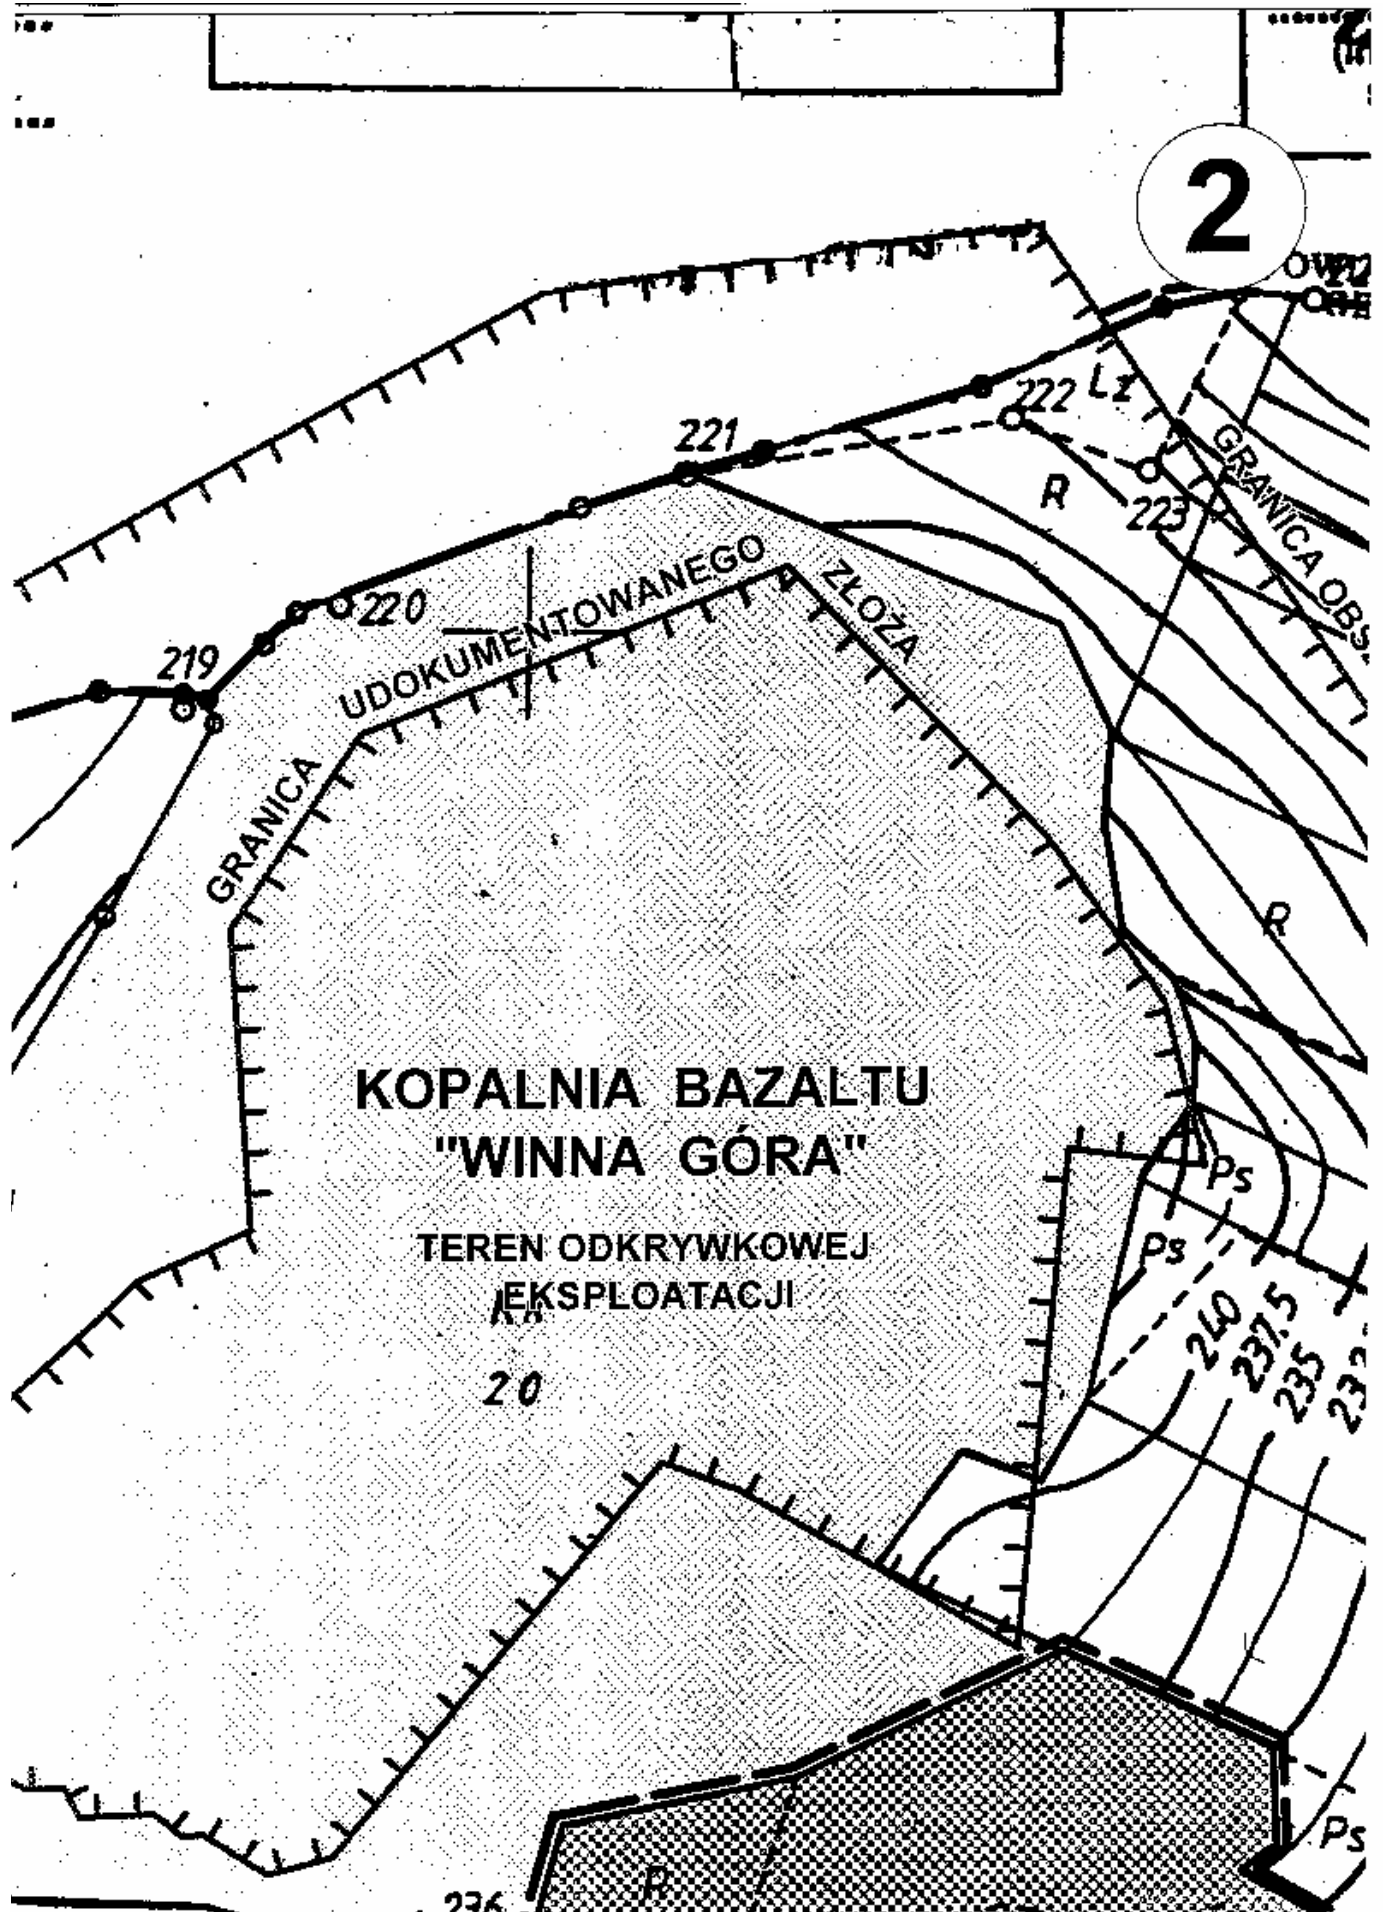 2
222
Lz
221
GRANICA OBS
R
223
UDOKUMENTOWANEGO
ZŁOŻA
220
219
GRANICA
R
KOPALNIA BAZALTU
"WINNA GÓRA"
Ps
TEREN ODKRYWKOWEJ
Ps
EKSPLOATACJI
240
237.5
235
20
Ps
R
236